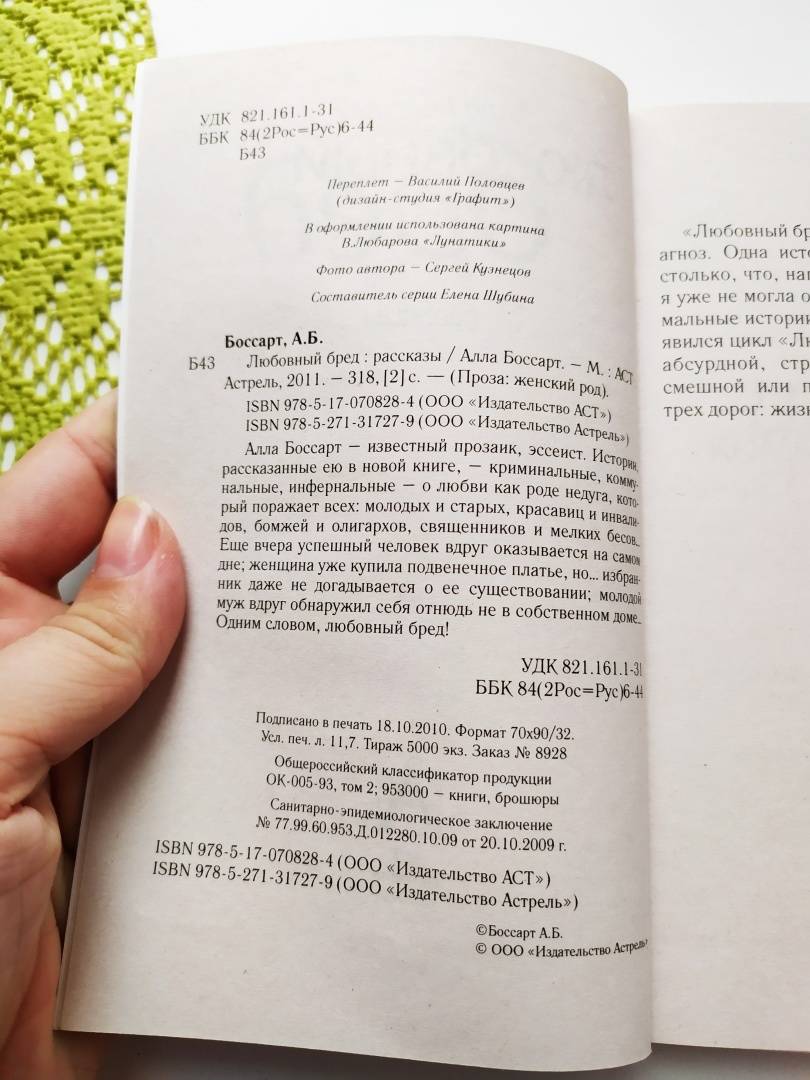 УДК 821.161.1-31
ББК 84(2Рос=Рус)6-44
Б43
Переплет — Василий Половцев
(дизайн-студия «Графит»)
В оформлении использована картина
В.Любарова «Лунатики»
Фото автора — Сергей Кузнецов
Составитель серии Елена Шубина
Боссарт, А.Б.
Б43 Любовный бред : рассказы / Алла Боссарт. — М. : АСТ
Астрель, 2011. — 318, [2] с. — (Проза: женский род).
ISBN 978-5-17-070828-4 (ООО «Издательство АСТ»)
ISBN 978-5-271-31727-9 (ООО «Издательство Астрель»)
Алла Боссарт — известный прозаик, эссеист. Истории,
рассказанные ею в новой книге, — криминальные, комму-
нальные, инфернальные — о любви как роде недуга, кото-
рый поражает всех: молодых и старых, красавиц и инвали-
дов, бомжей и олигархов, священников и мелких бесов...
Еще вчера успешный человек вдруг оказывается на самом
дне; женщина уже купила подвенечное платье, но... избран-
ник даже не догадывается о ее существовании; молодой
муж вдруг обнаружил себя отнюдь не в собственном доме...
Одним словом, любовный бред!
УДК 821.161.1-31
ББК 84(2Рос=Рус)6-44
Подписано в печать 18.10.2010. Формат 70х90/32.
Усл. печ. л. 11,7. Тираж 5000 экз. Заказ № 8928
Общероссийский классификатор продукции
ОК-005-93, том 2; 953000 — книги, брошюры
Санитарно-эпидемиологическое заключение
№ 77.99.60.953.Д.012280.10.09 от 20.10.2009 г.
ISBN 978-5-17-070828-4 (ООО «Издательство АСТ»)
ISBN 978-5-271-31727-9 (ООО «Издательство Астрель»)
©Боссарт А.Б.
© ООО «Издательство Астрель»
«Любовный бр
агноз. Одна ист
столько, что, нап
я уже не могла о
мальные истории
явился цикл «Лю
абсурдной, стр
смешной или п
трех дорог: жизн